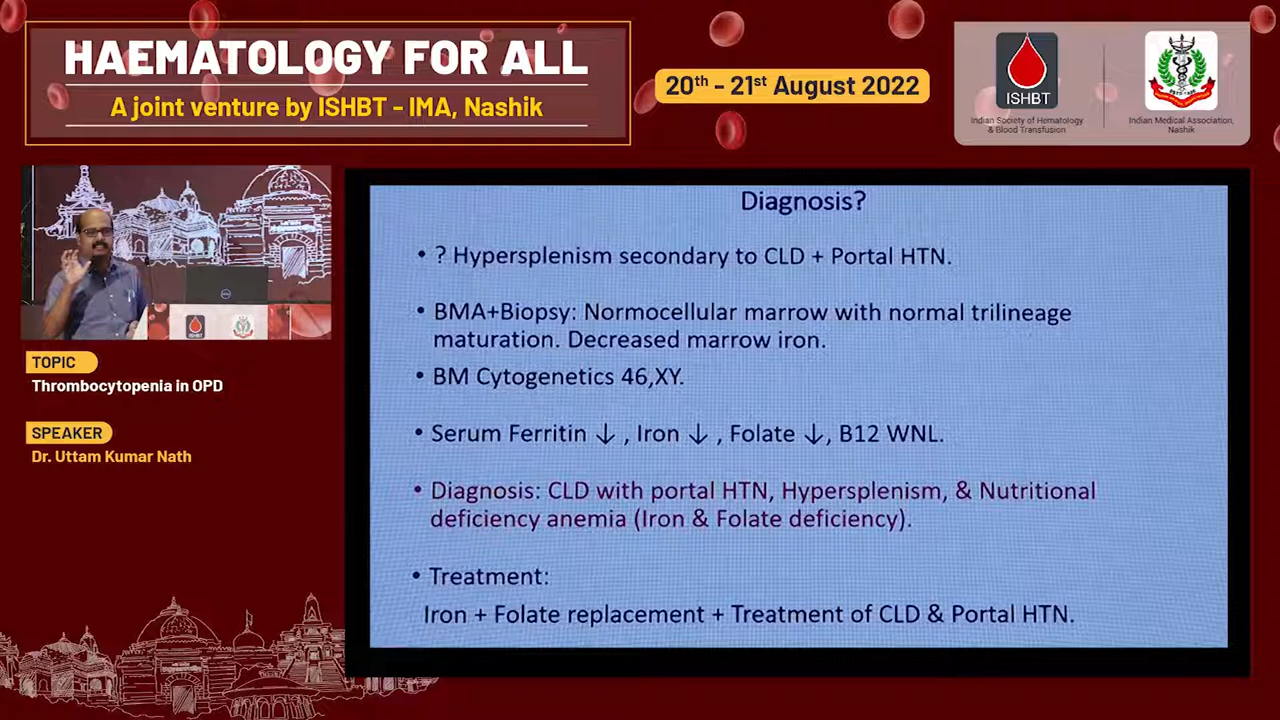 HAEMATOLOGY FOR ALL
A joint venture by ISHBT - IMA, Nashik
20th - 21st August 2022
ISHBT
Indian Society of Hematology
& Blood Transfusion
Indian Medical Association,
Nashik
TOPIC
Thrombocytopenia in OPD
SPEAKER
Dr. Uttam Kumar Nath
Diagnosis?
• ? Hypersplenism secondary to CLD + Portal HTN.
• BMA+Biopsy: Normocellular marrow with normal trilineage
maturation. Decreased marrow iron.
• BM Cytogenetics 46,XY.
• Serum Ferritin ↓ , Iron ↓ , Folate ↓, B12 WNL.
• Diagnosis: CLD with portal HTN, Hypersplenism, & Nutritional
deficiency anemia (Iron & Folate deficiency).
• Treatment:
Iron + Folate replacement + Treatment of CLD & Portal HTN.